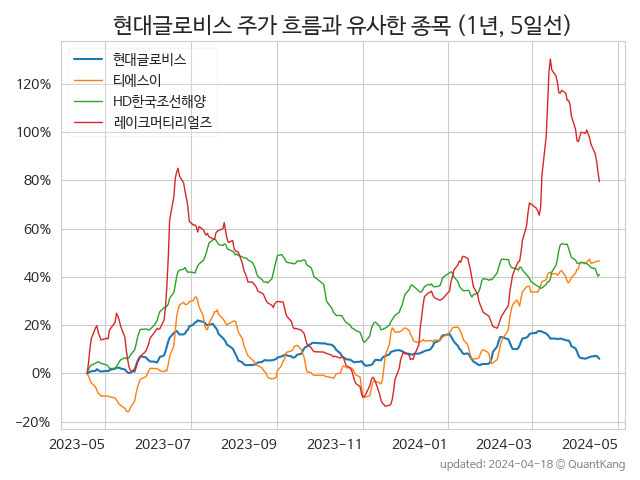 현대글로비스 주가 흐름과 유사한 종목 (1년, 5일선)
현대글로비스
티에스이
HD한국조선해양
레이크머티리얼즈
120%
100%
80%
60%
40%
20%
0%
−20%
2023-05 2023-07 2023-09 2023-11 2024-01 2024-03 2024-05
updated: 2024-04-18 © QuantKang